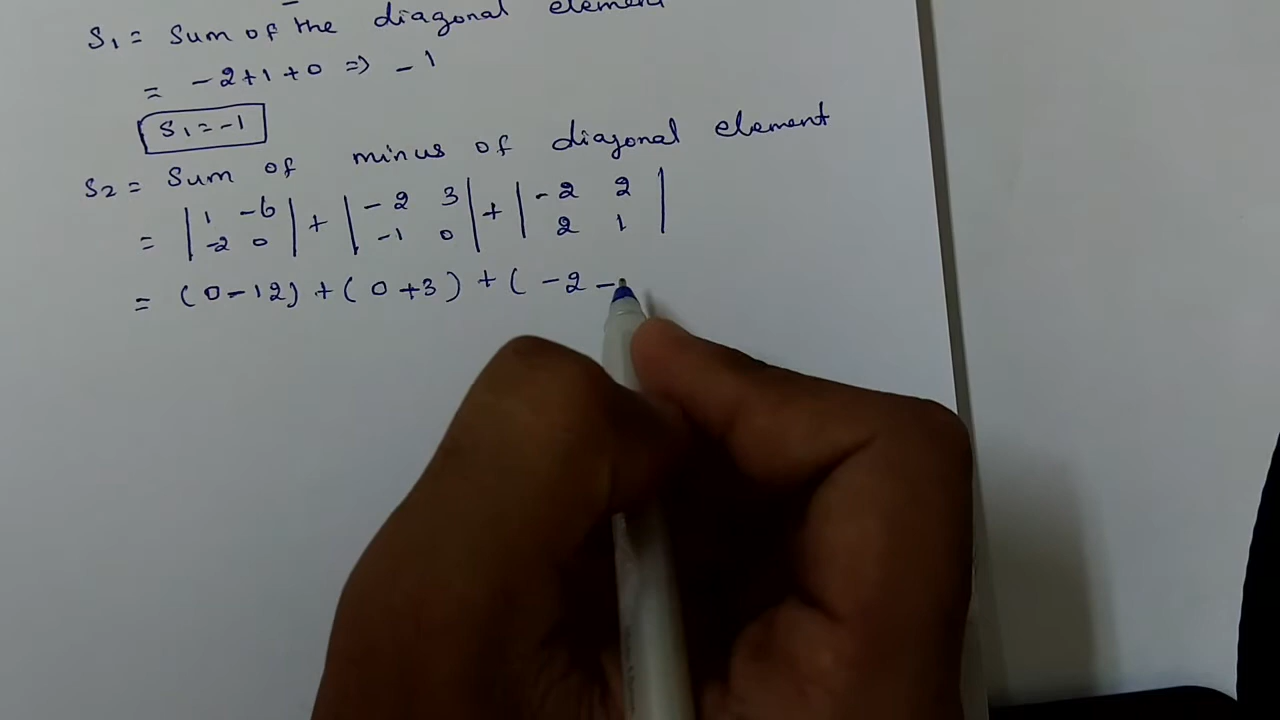 S₁ = Sum of the diagonal element
= -2+1+0 => -1
S₁ = -1
S₂ = Sum of minus of diagonal element
= |1 -6; -2 0| + |-2 3; -1 0| + |-2 2; 2 1|
= (0-12) + (0+3) + (-2-